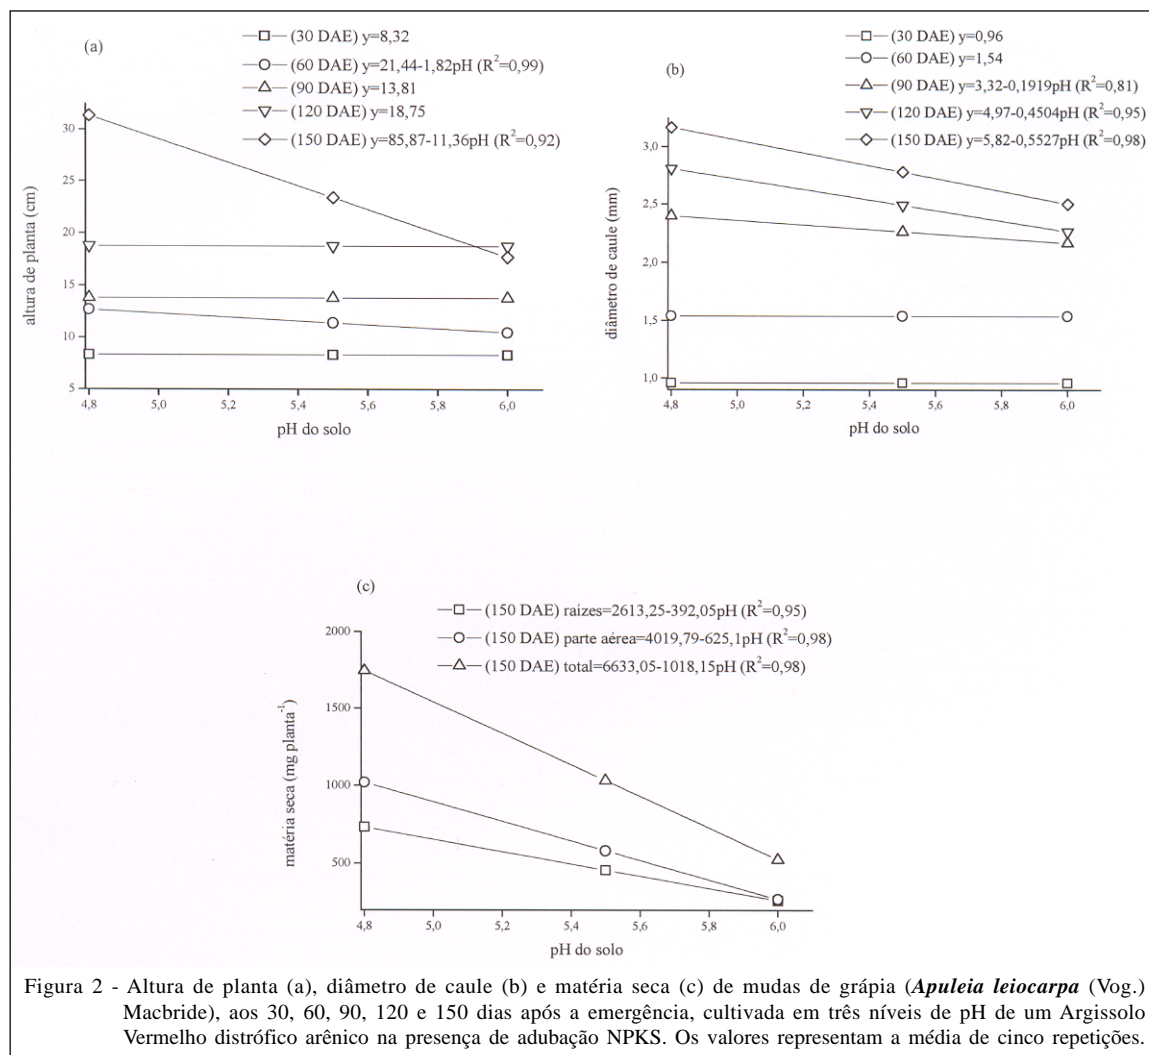 (a)
(30 DAE) y=8,32
(60 DAE) y=21,44-1,82pH (R²=0,99)
(90 DAE) y=13,81
(120 DAE) y=18,75
(150 DAE) y=85,87-11,36pH (R²=0,92)
altura de planta (cm)
30
25
20
15
10
5
4,8 5,0 5,2 5,4 5,6 5,8 6,0
pH do solo
(b)
(30 DAE) y=0,96
(60 DAE) y=1,54
(90 DAE) y=3,32-0,1919pH (R²=0,81)
(120 DAE) y=4,97-0,4504pH (R²=0,95)
(150 DAE) y=5,82-0,5527pH (R²=0,98)
diâmetro de caule (mm)
3,0
2,5
2,0
1,5
1,0
4,8 5,0 5,2 5,4 5,6 5,8 6,0
pH do solo
(c)
(150 DAE) raízes=2613,25-392,05pH (R²=0,95)
(150 DAE) parte aérea=4019,79-625,1pH (R²=0,98)
(150 DAE) total=6633,05-1018,15pH (R²=0,98)
matéria seca (mg planta⁻¹)
2000
1500
1000
500
4,8 5,0 5,2 5,4 5,6 5,8 6,0
pH do solo
Figura 2 - Altura de planta (a), diâmetro de caule (b) e matéria seca (c) de mudas de grápia (Apuleia leiocarpa (Vog.)
Macbride), aos 30, 60, 90, 120 e 150 dias após a emergência, cultivada em três níveis de pH de um Argissolo
Vermelho distrófico arênico na presença de adubação NPKS. Os valores representam a média de cinco repetições.